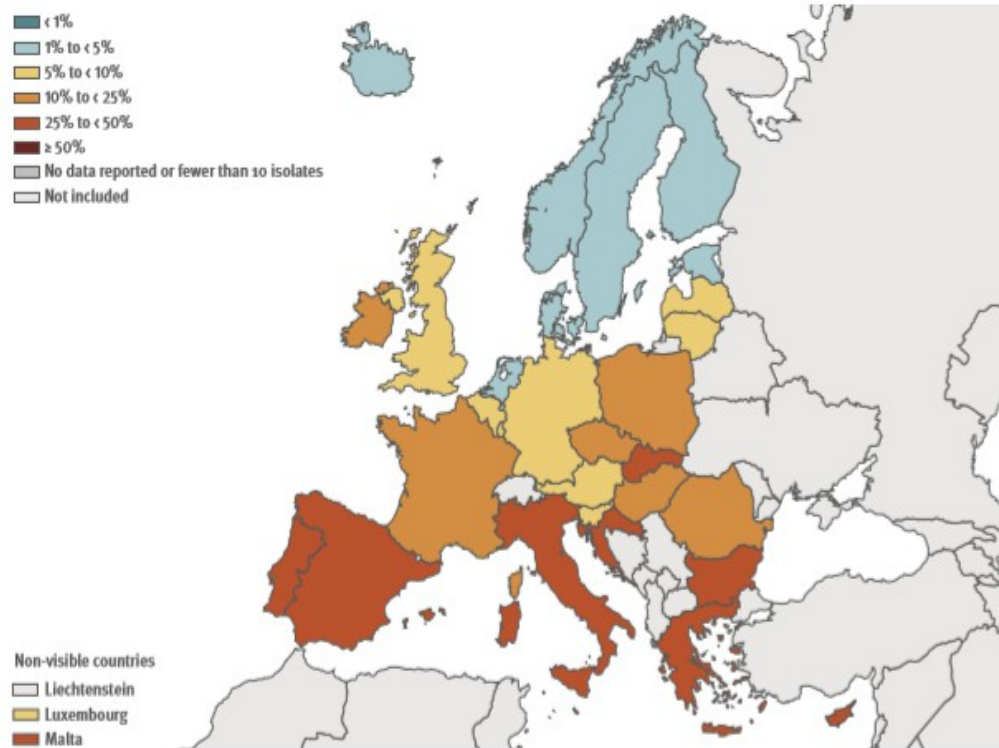 < 1%
1% to < 5%
5% to < 10%
10% to < 25%
25% to < 50%
≥ 50%
No data reported or fewer than 10 isolates
Not included
Non-visible countries
Liechtenstein
Luxembourg
Malta